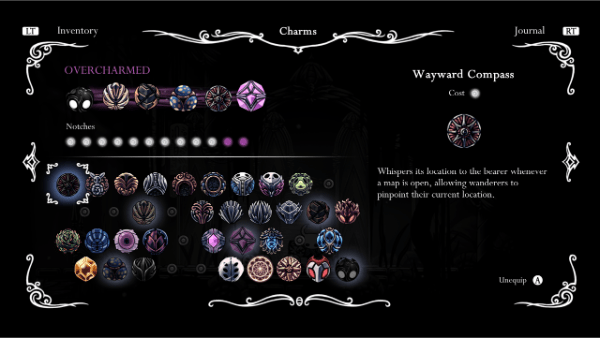 LT Inventory Charms Journal RT
OVERCHARMED
Notches
Wayward Compass
Cost
Whispers its location to the bearer whenever
a map is open, allowing wanderers to
pinpoint their current location.
Unequip A